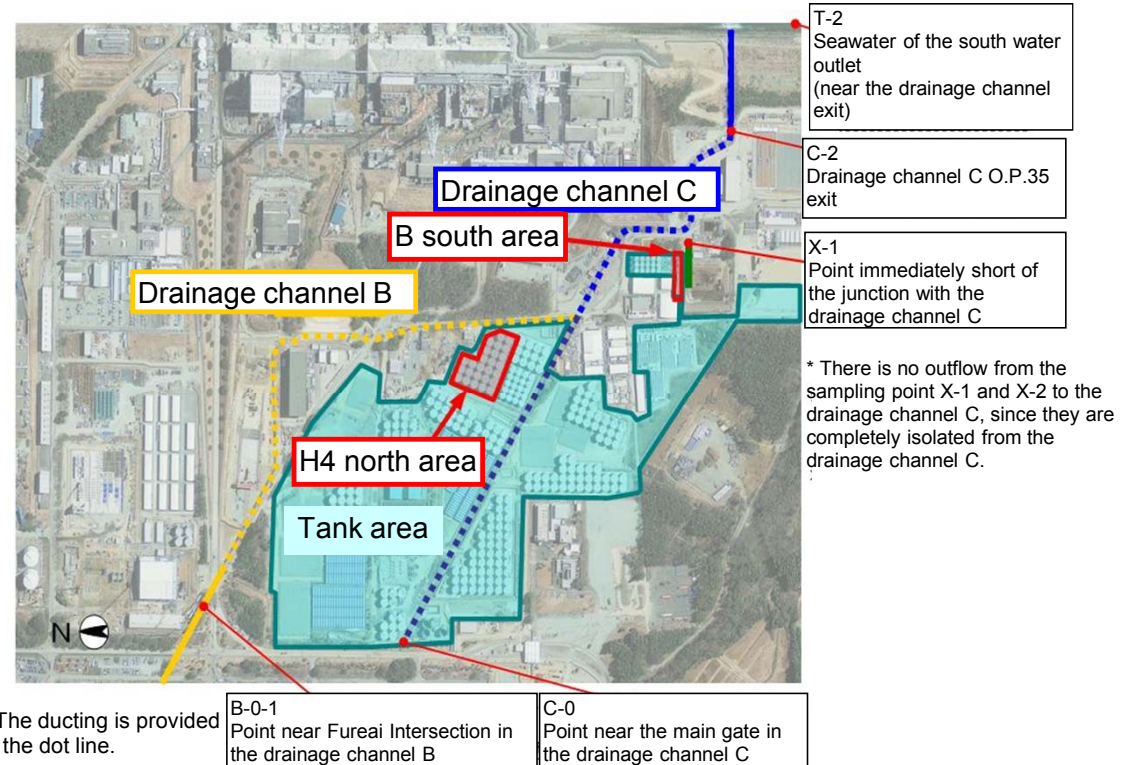 T-2
Seawater of the south water
outlet
(near the drainage channel
exit)
C-2
Drainage channel C O.P.35
exit
Drainage channel C
B south area
X-1
Point immediately short of
the junction with the
drainage channel C
Drainage channel B
* There is no outflow from the
sampling point X-1 and X-2 to the
drainage channel C, since they are
completely isolated from the
drainage channel C.
H4 north area
Tank area
N
The ducting is provided
the dot line.
B-0-1
Point near Fureai Intersection in
the drainage channel B
C-0
Point near the main gate in
the drainage channel C